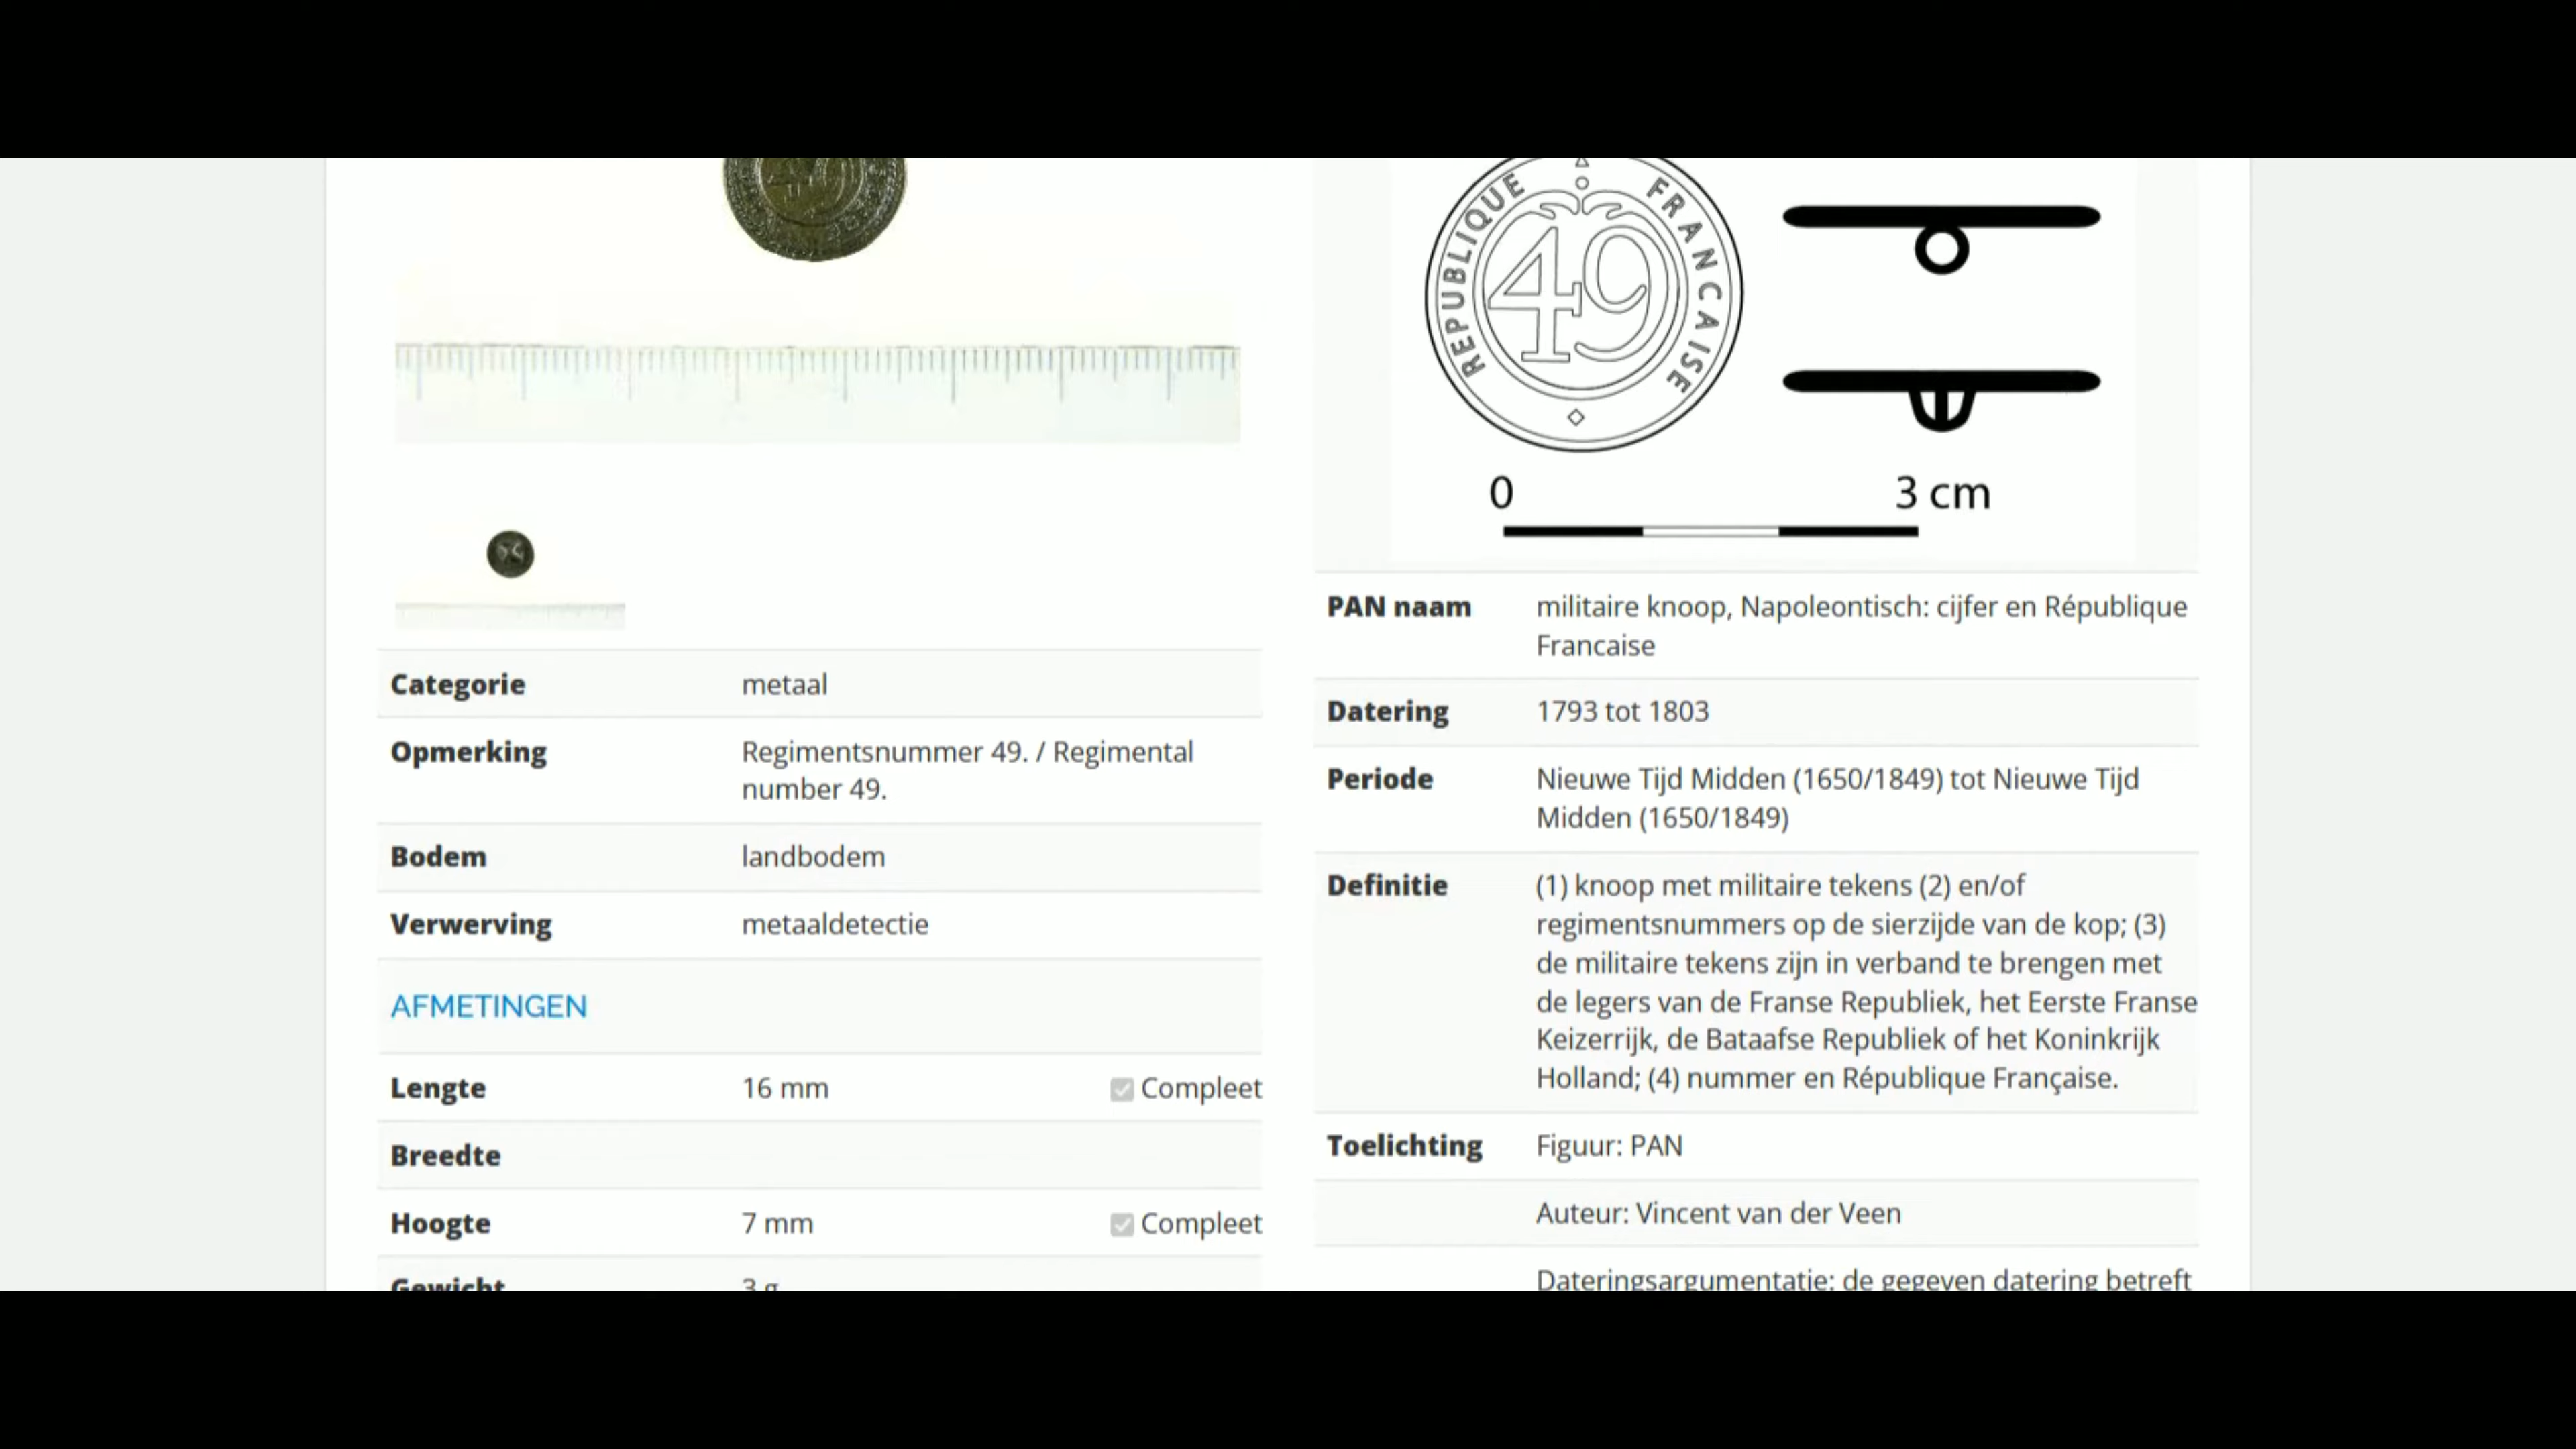 49
REPUBLIQUE FRANCAISE
49
0 3 cm
Categorie metaal
Opmerking Regimentsnummer 49. / Regimental
number 49.
Bodem landbodem
Verwerving metaaldetectie
AFMETINGEN
Lengte 16 mm Compleet
Breedte
Hoogte 7 mm Compleet
Gewicht 3 g
PAN naam militaire knoop, Napoleontisch: cijfer en République
Francaise
Datering 1793 tot 1803
Periode Nieuwe Tijd Midden (1650/1849) tot Nieuwe Tijd
Midden (1650/1849)
Definitie (1) knoop met militaire tekens (2) en/of
regimentsnummers op de sierzijde van de kop; (3)
de militaire tekens zijn in verband te brengen met
de legers van de Franse Republiek, het Eerste Franse
Keizerrijk, de Bataafse Republiek of het Koninkrijk
Holland; (4) nummer en République Française.
Toelichting Figuur: PAN
Auteur: Vincent van der Veen
Dateringsargumentatie: de gegeven datering betreft